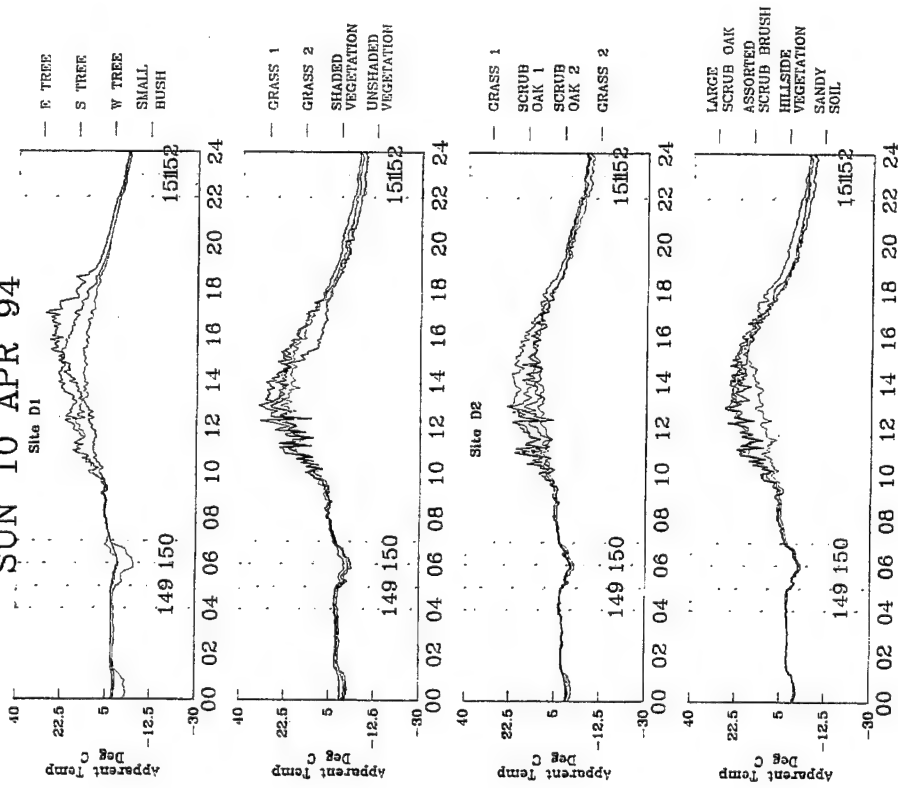 SUN 10 APR 94
Site D1
Apparent Temp
Deg C
40
22.5
5
-12.5
-30
149 150
151152
00 02 04 06 08 10 12 14 16 18 20 22 24
E TREE
S TREE
W TREE
SMALL
BUSH
Apparent Temp
Deg C
40
22.5
5
-12.5
-30
149 150
151152
00 02 04 06 08 10 12 14 16 18 20 22 24
GRASS 1
GRASS 2
SHADED
VEGETATION
UNSHADED
VEGETATION
Site D2
Apparent Temp
Deg C
40
22.5
5
-12.5
-30
149 150
151152
00 02 04 06 08 10 12 14 16 18 20 22 24
GRASS 1
SCRUB
OAK 1
SCRUB
OAK 2
GRASS 2
Apparent Temp
Deg C
40
22.5
5
-12.5
-30
149 150
151152
00 02 04 06 08 10 12 14 16 18 20 22 24
LARGE
SCRUB OAK
ASSORTED
SCRUB BRUSH
HILLSIDE
VEGETATION
SANDY
SOIL